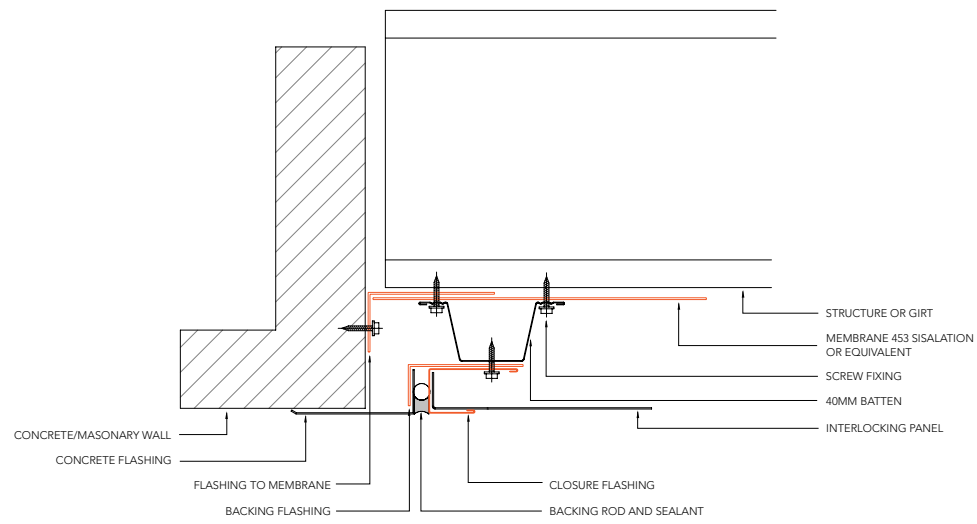 STRUCTURE OR GIRT
MEMBRANE 453 SISALATION
OR EQUIVALENT
SCREW FIXING
40MM BATTEN
INTERLOCKING PANEL
CONCRETE/MASONARY WALL
CONCRETE FLASHING
FLASHING TO MEMBRANE
BACKING FLASHING
CLOSURE FLASHING
BACKING ROD AND SEALANT